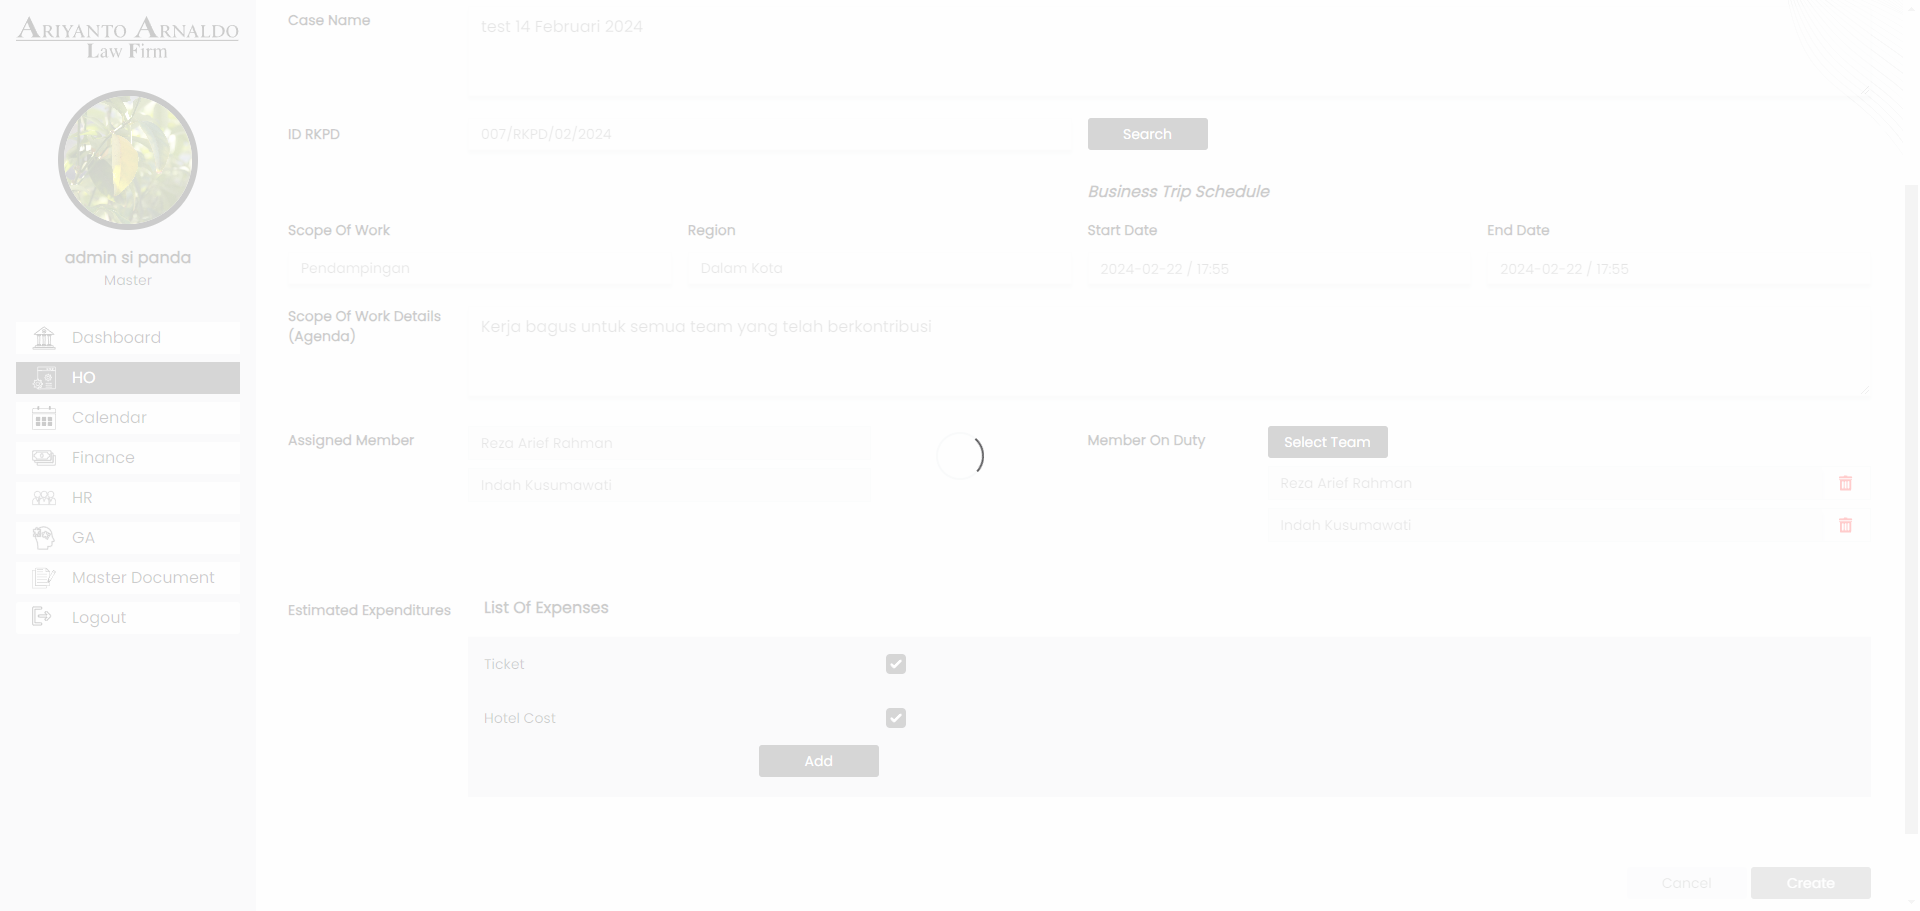 ARIYANTO ARNALDO
Law Firm
admin si panda
Master
Dashboard
HO
Calendar
Finance
HR
GA
Master Document
Logout
Case Name
test 14 Februari 2024
ID RKPD
007/RKPD/02/2024
Search
Business Trip Schedule
Scope Of Work
Region
Start Date
End Date
Pendampingan
Dalam Kota
2024-02-22 / 17:55
2024-02-22 / 17:55
Scope Of Work Details
(Agenda)
Kerja bagus untuk semua team yang telah berkontribusi
Assigned Member
Reza Arief Rahman
Indah Kusumawati
Member On Duty
Select Team
Reza Arief Rahman
Indah Kusumawati
Estimated Expenditures
List Of Expenses
Ticket
Hotel Cost
Add
Cancel
Create